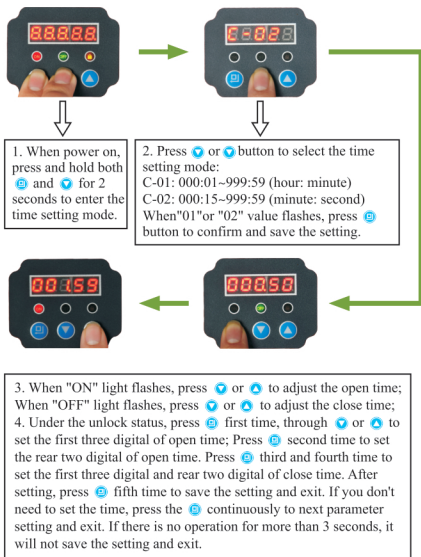 88888
ON
OFF
C-02
1. When power on,
press and hold both
and for 2
seconds to enter the
time setting mode.
2. Press or button to select the time
setting mode:
C-01: 000:01~999:59 (hour: minute)
C-02: 000:15~999:59 (minute: second)
When"01"or "02" value flashes, press
button to confirm and save the setting.
00:59
000:50
OFF
3. When "ON" light flashes, press or to adjust the open time;
When "OFF" light flashes, press or to adjust the close time;
4. Under the unlock status, press first time, through or to
set the first three digital of open time; Press second time to set
the rear two digital of open time. Press third and fourth time to
set the first three digital and rear two digital of close time. After
setting, press fifth time to save the setting and exit. If you don't
need to set the time, press the continuously to next parameter
setting and exit. If there is no operation for more than 3 seconds, it
will not save the setting and exit.